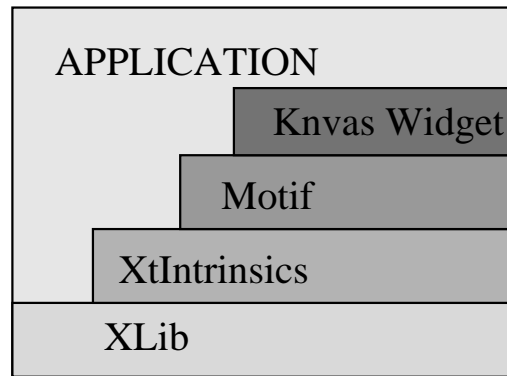 APPLICATION
Knvas Widget
Motif
XtIntrinsics
XLib